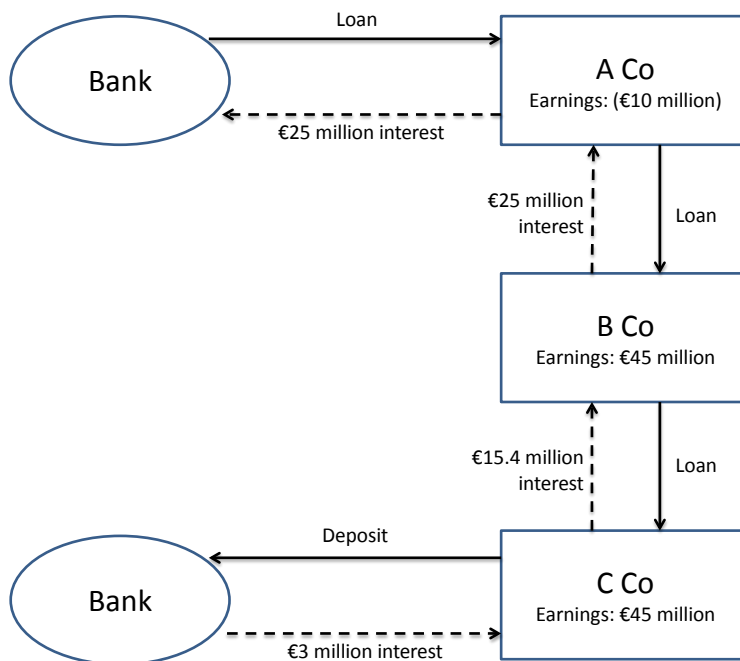 Loan
Bank
A Co
Earnings: (€10 million)
€25 million interest
€25 million
interest
Loan
B Co
Earnings: €45 million
€15.4 million
interest
Loan
Deposit
Bank
C Co
Earnings: €45 million
€3 million interest